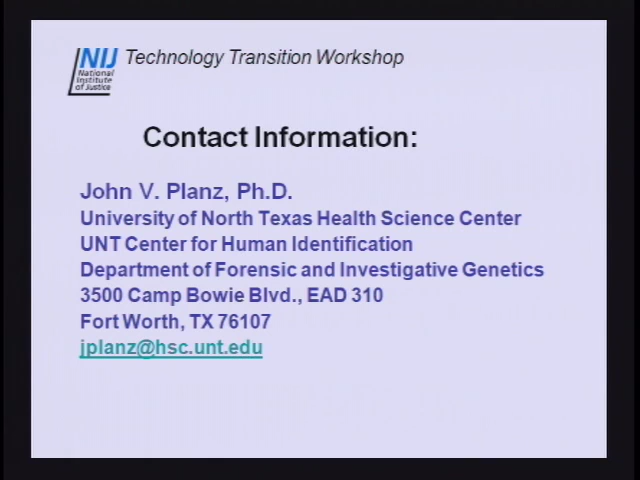 NIJ
National
Institute
of Justice
Technology Transition Workshop
Contact Information:
John V. Planz, Ph.D.
University of North Texas Health Science Center
UNT Center for Human Identification
Department of Forensic and Investigative Genetics
3500 Camp Bowie Blvd., EAD 310
Fort Worth, TX 76107
jplanz@hsc.unt.edu